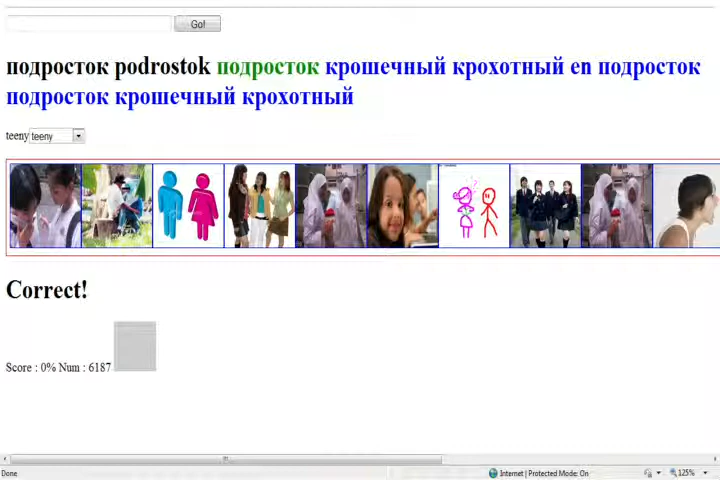 Go!
подросток podrostok подросток крошечный крохотный en подросток
подросток крошечный крохотный
teeny teeny
Correct!
Score : 0% Num : 6187
Done Internet | Protected Mode: On 125%